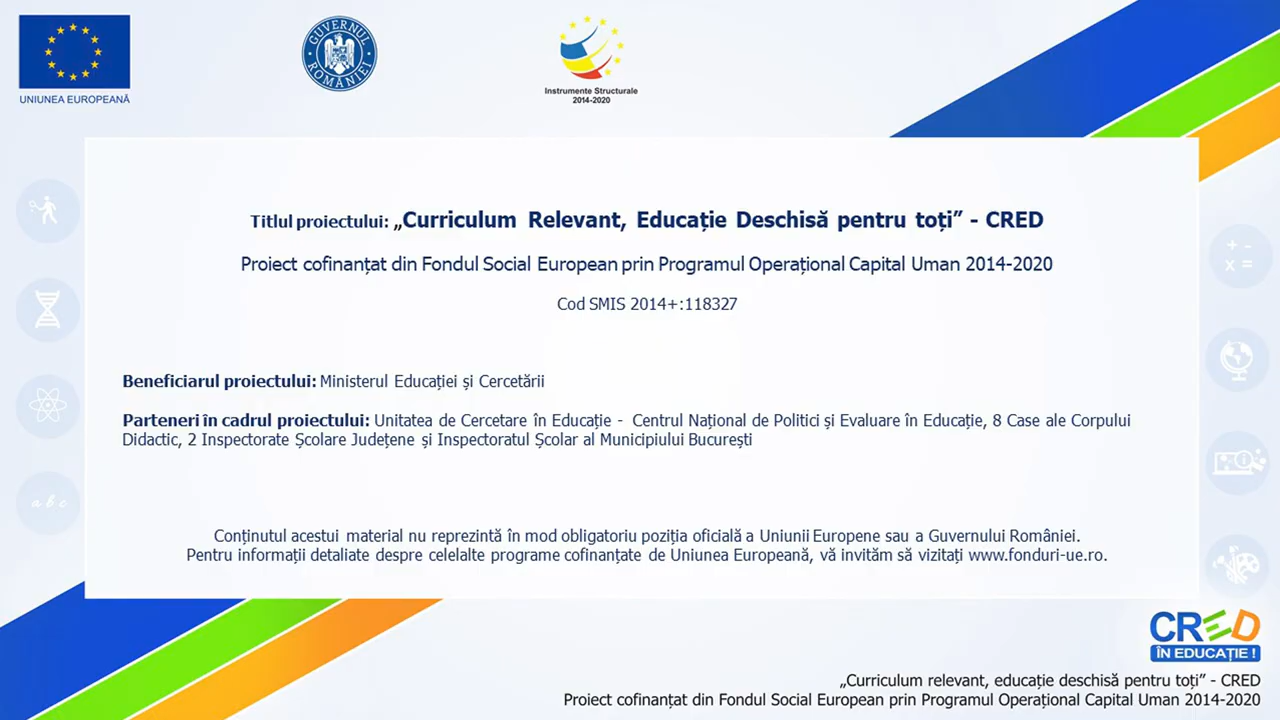 UNIUNEA EUROPEANĂ
GUVERNUL ROMÂNIEI
Instrumente Structurale
2014-2020
Titlul proiectului: „Curriculum Relevant, Educație Deschisă pentru toți” - CRED
Proiect cofinanțat din Fondul Social European prin Programul Operațional Capital Uman 2014-2020
Cod SMIS 2014+:118327
Beneficiarul proiectului: Ministerul Educației și Cercetării
Parteneri în cadrul proiectului: Unitatea de Cercetare în Educație - Centrul Național de Politici și Evaluare în Educație, 8 Case ale Corpului
Didactic, 2 Inspectorate Școlare Județene și Inspectoratul Școlar al Municipiului București
a b c
Conținutul acestui material nu reprezintă în mod obligatoriu poziția oficială a Uniunii Europene sau a Guvernului României.
Pentru informații detaliate despre celelalte programe cofinanțate de Uniunea Europeană, vă invităm să vizitați www.fonduri-ue.ro.
CRED
ÎN EDUCAȚIE !
„Curriculum relevant, educație deschisă pentru toți” - CRED
Proiect cofinanțat din Fondul Social European prin Programul Operațional Capital Uman 2014-2020